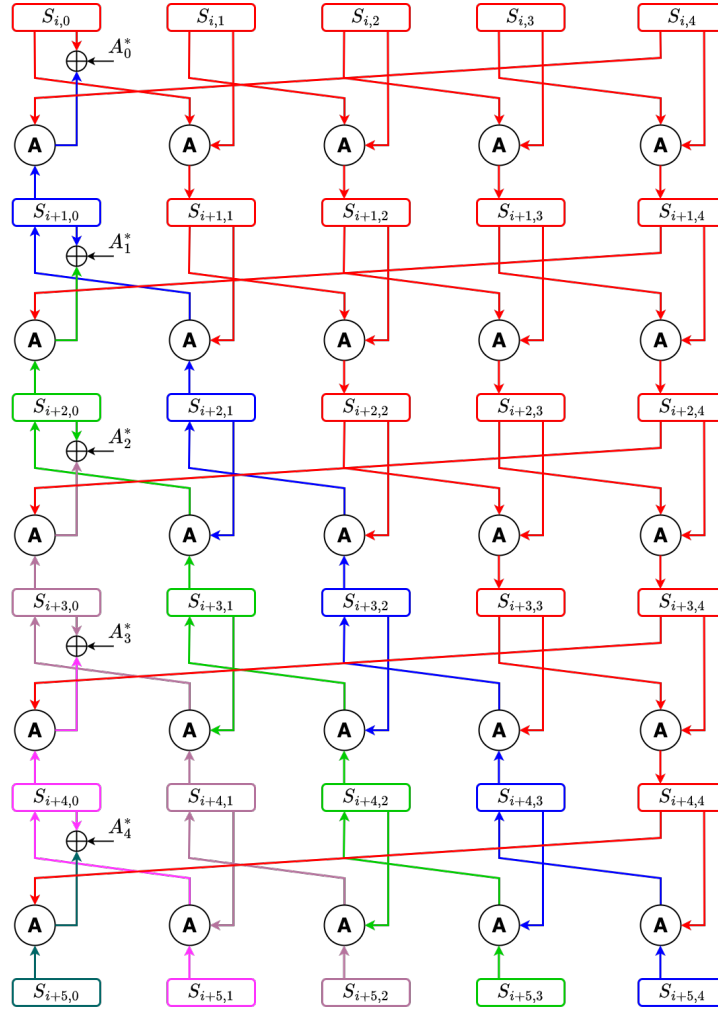 $S_{i,0}$ $S_{i,1}$ $S_{i,2}$ $S_{i,3}$ $S_{i,4}$
$A_0^*$
A A A A A
$S_{i+1,0}$ $S_{i+1,1}$ $S_{i+1,2}$ $S_{i+1,3}$ $S_{i+1,4}$
$A_1^*$
A A A A A
$S_{i+2,0}$ $S_{i+2,1}$ $S_{i+2,2}$ $S_{i+2,3}$ $S_{i+2,4}$
$A_2^*$
A A A A A
$S_{i+3,0}$ $S_{i+3,1}$ $S_{i+3,2}$ $S_{i+3,3}$ $S_{i+3,4}$
$A_3^*$
A A A A A
$S_{i+4,0}$ $S_{i+4,1}$ $S_{i+4,2}$ $S_{i+4,3}$ $S_{i+4,4}$
$A_4^*$
A A A A A
$S_{i+5,0}$ $S_{i+5,1}$ $S_{i+5,2}$ $S_{i+5,3}$ $S_{i+5,4}$